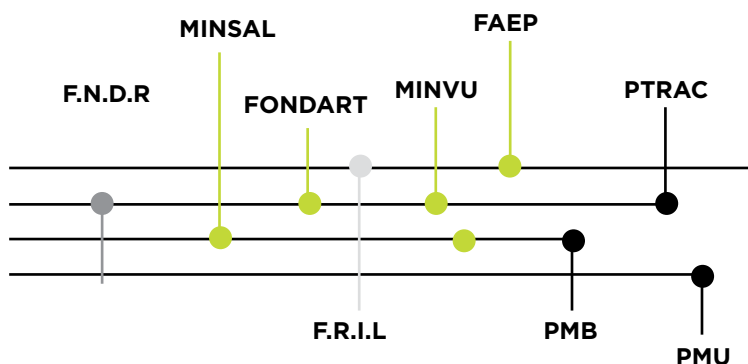 FAEP
MINSAL
F.N.D.R
MINVU
PTRAC
FONDART
F.R.I.L
PMB
PMU